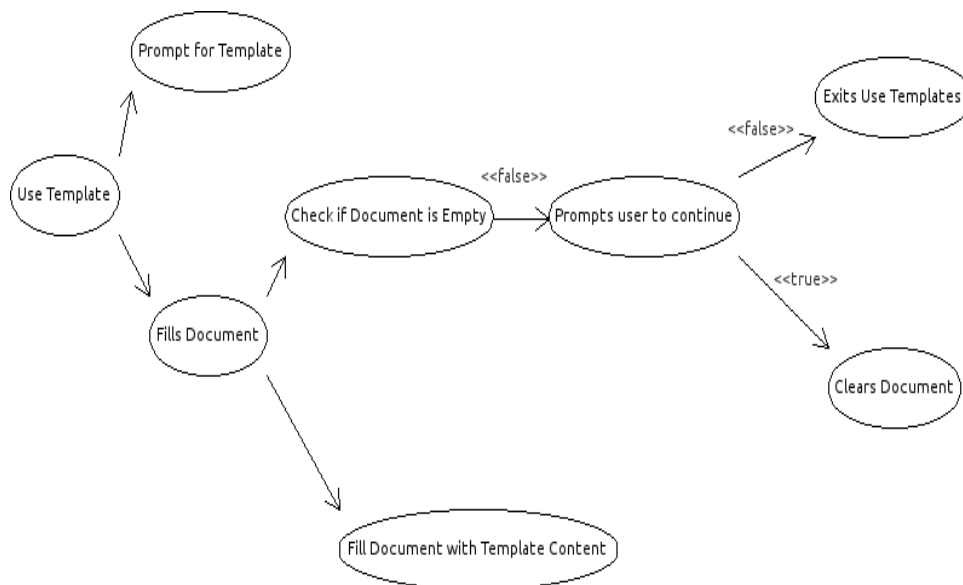 Prompt for Template
Exits Use Templates
<<false>>
<<false>>
Use Template
Check if Document is Empty
Prompts user to continue
<<true>>
Fills Document
Clears Document
Fill Document with Template Content